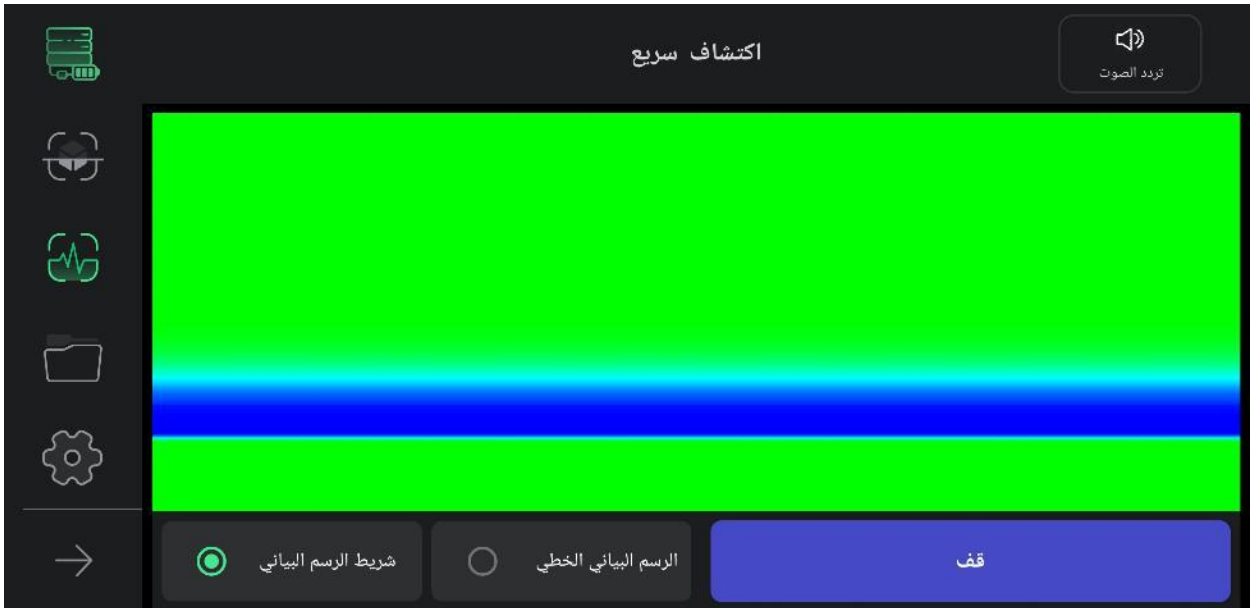 اكتشاف سريع
تردد الصوت
قف
الرسم البياني الخطي
شريط الرسم البياني